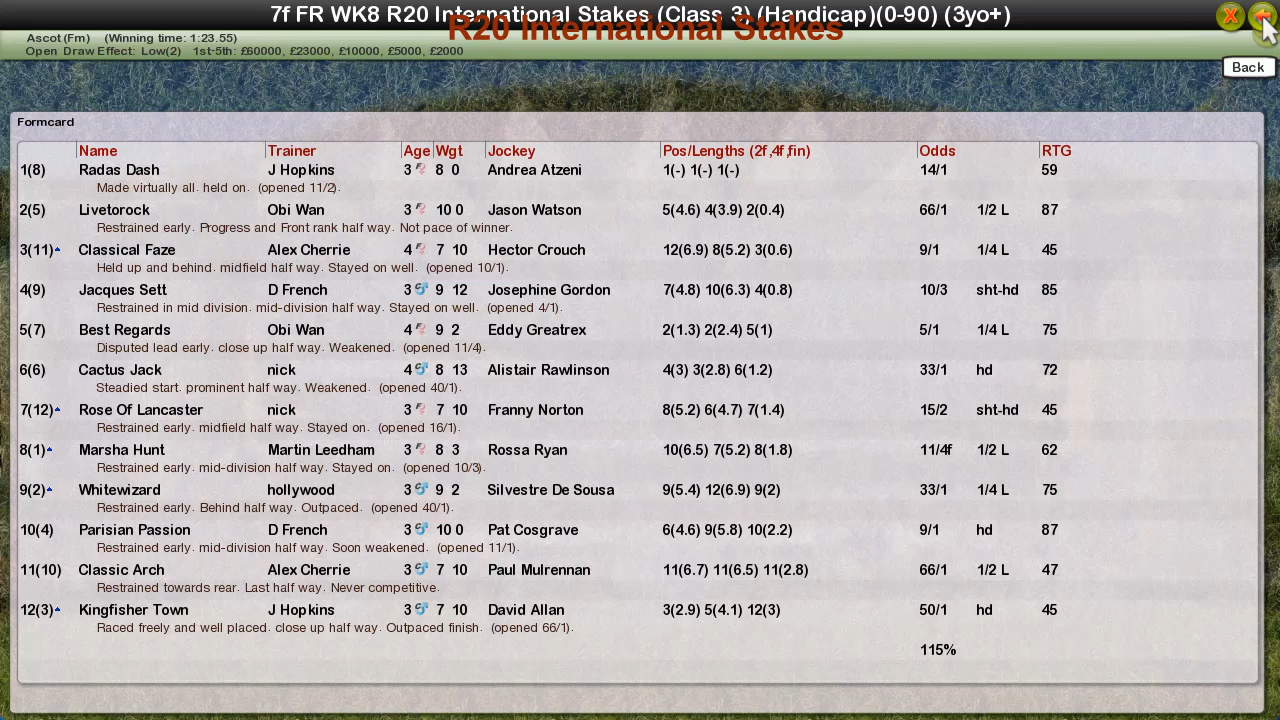 7f FR WK8 R20 International Stakes (Class 3) (Handicap)(0-90) (3yo+)
R20 International Stakes
Ascot(Fm) (Winning time: 1:23.55)
Open Draw Effect: Low(2) 1st-5th: £60000, £23000, £10000, £5000, £2000
X
Back
Formcard
Name Trainer Age Wgt Jockey Pos/Lengths (2f,4f,fin) Odds RTG
1(8) Radas Dash J Hopkins 3 8 0 Andrea Atzeni 1(-) 1(-) 1(-) 14/1 59
Made virtually all. held on. (opened 11/2).
2(5) Livetorock Obi Wan 3 10 0 Jason Watson 5(4.6) 4(3.9) 2(0.4) 66/1 1/2 L 87
Restrained early. Progress and Front rank half way. Not pace of winner.
3(11) Classical Faze Alex Cherrie 4 7 10 Hector Crouch 12(6.9) 8(5.2) 3(0.6) 9/1 1/4 L 45
Held up and behind. midfield half way. Stayed on well. (opened 10/1).
4(9) Jacques Sett D French 3 9 12 Josephine Gordon 7(4.8) 10(6.3) 4(0.8) 10/3 sht-hd 85
Restrained in mid division. mid-division half way. Stayed on well. (opened 4/1).
5(7) Best Regards Obi Wan 4 9 2 Eddy Greatrex 2(1.3) 2(2.4) 5(1) 5/1 1/4 L 75
Disputed lead early. close up half way. Weakened. (opened 11/4).
6(6) Cactus Jack nick 4 8 13 Alistair Rawlinson 4(3) 3(2.8) 6(1.2) 33/1 hd 72
Steadied start. prominent half way. Weakened. (opened 40/1).
7(12) Rose Of Lancaster nick 3 7 10 Franny Norton 8(5.2) 6(4.7) 7(1.4) 15/2 sht-hd 45
Restrained early. midfield half way. Stayed on. (opened 16/1).
8(1) Marsha Hunt Martin Leedham 3 8 3 Rossa Ryan 10(6.5) 7(5.2) 8(1.8) 11/4f 1/2 L 62
Restrained early. mid-division half way. Stayed on. (opened 10/3).
9(2) Whitewizard hollywood 3 9 2 Silvestre De Sousa 9(5.4) 12(6.9) 9(2) 33/1 1/4 L 75
Restrained early. Behind half way. Outpaced. (opened 40/1).
10(4) Parisian Passion D French 3 10 0 Pat Cosgrave 6(4.6) 9(5.8) 10(2.2) 9/1 hd 87
Restrained early. mid-division half way. Soon weakened. (opened 11/1).
11(10) Classic Arch Alex Cherrie 3 7 10 Paul Mulrennan 11(6.7) 11(6.5) 11(2.8) 66/1 1/2 L 47
Restrained towards rear. Last half way. Never competitive.
12(3) Kingfisher Town J Hopkins 3 7 10 David Allan 3(2.9) 5(4.1) 12(3) 50/1 hd 45
Raced freely and well placed. close up half way. Outpaced finish. (opened 66/1).
115%